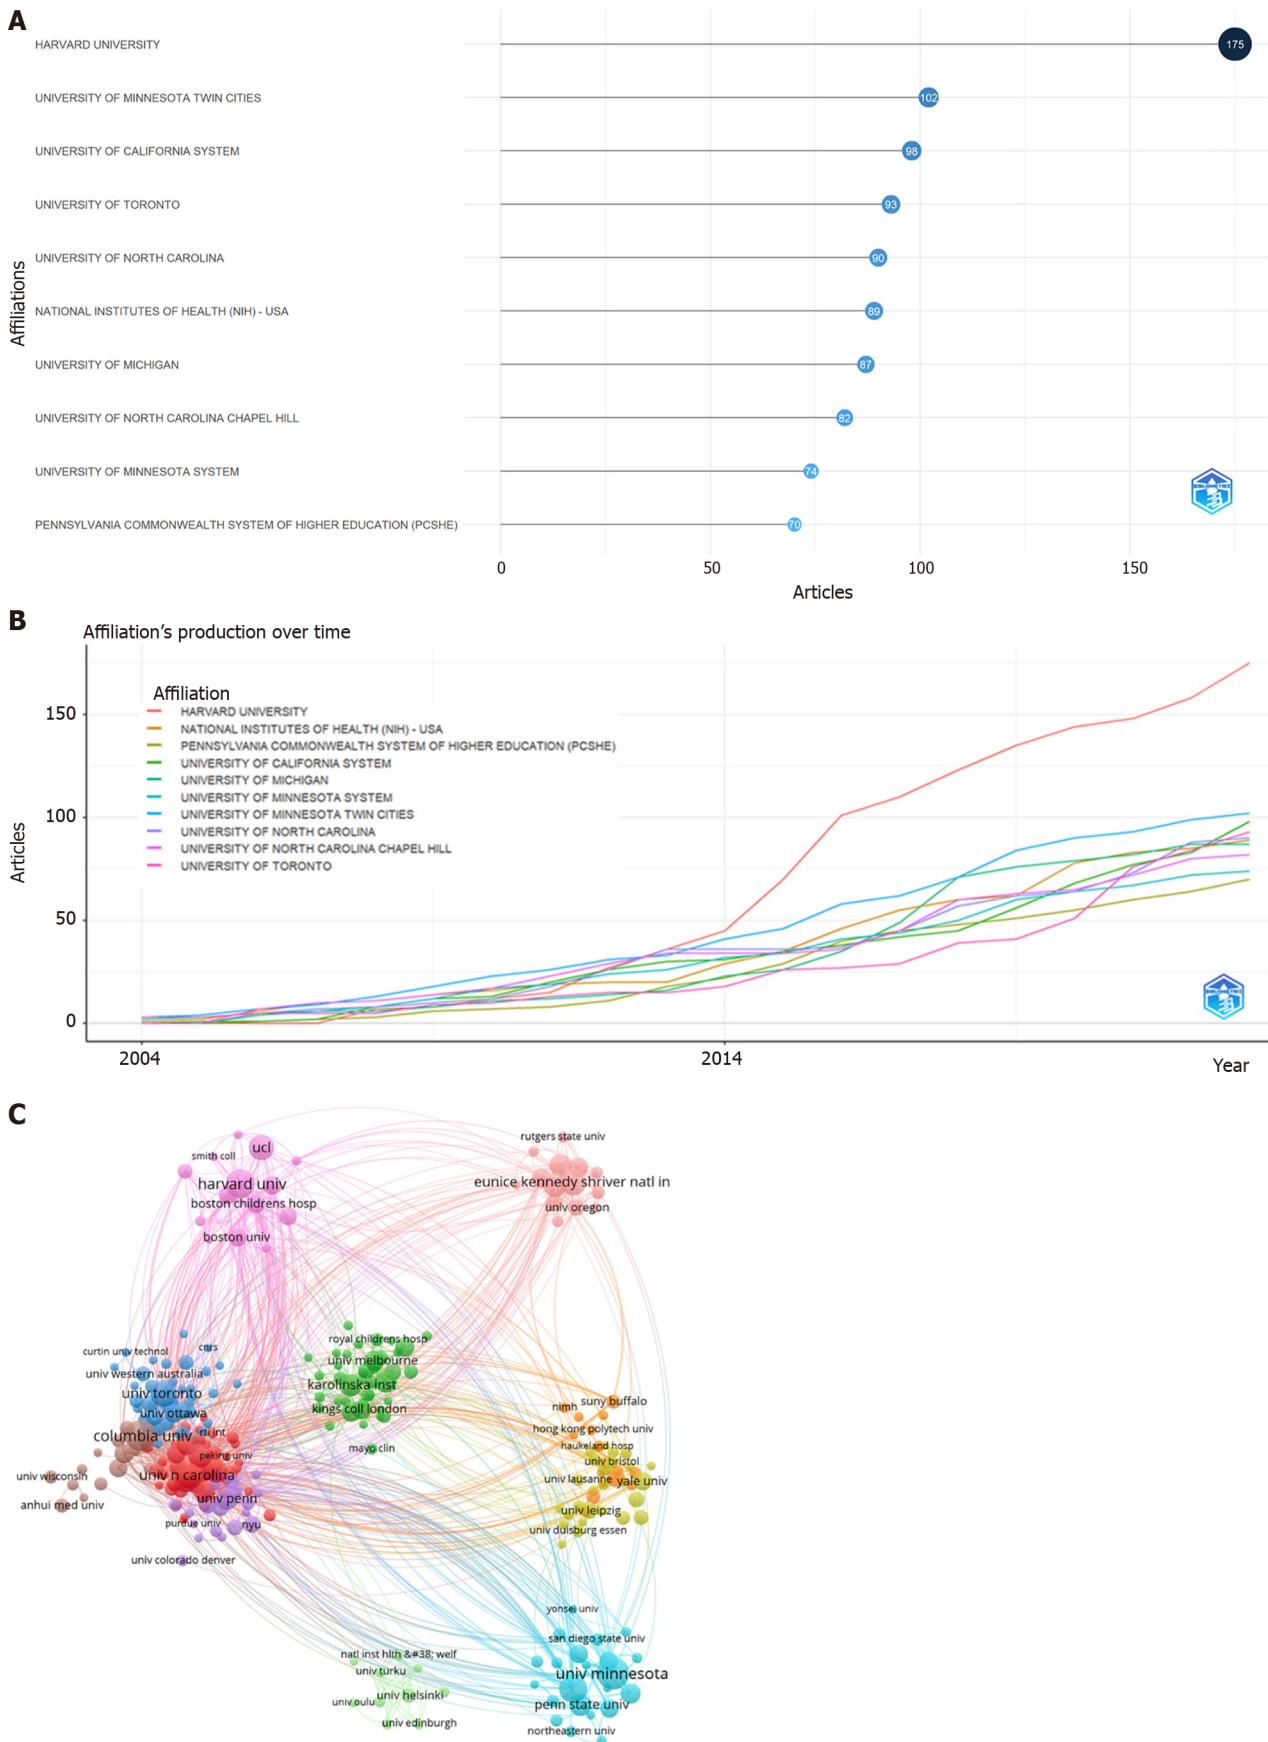 A
HARVARD UNIVERSITY
175
UNIVERSITY OF MINNESOTA TWIN CITIES
102
UNIVERSITY OF CALIFORNIA SYSTEM
98
UNIVERSITY OF TORONTO
93
UNIVERSITY OF NORTH CAROLINA
90
Affiliations
NATIONAL INSTITUTES OF HEALTH (NIH) - USA
89
UNIVERSITY OF MICHIGAN
87
UNIVERSITY OF NORTH CAROLINA CHAPEL HILL
82
UNIVERSITY OF MINNESOTA SYSTEM
74
PENNSYLVANIA COMMONWEALTH SYSTEM OF HIGHER EDUCATION (PCSHE)
70
0 50 100 150
Articles
B
Affiliation’s production over time
Affiliation
HARVARD UNIVERSITY
NATIONAL INSTITUTES OF HEALTH (NIH) - USA
PENNSYLVANIA COMMONWEALTH SYSTEM OF HIGHER EDUCATION (PCSHE)
UNIVERSITY OF CALIFORNIA SYSTEM
UNIVERSITY OF MICHIGAN
UNIVERSITY OF MINNESOTA SYSTEM
UNIVERSITY OF MINNESOTA TWIN CITIES
UNIVERSITY OF NORTH CAROLINA
UNIVERSITY OF NORTH CAROLINA CHAPEL HILL
UNIVERSITY OF TORONTO
150
100
50
0
Articles
2004 2014
Year
C
rutgers state univ
ucl
smith coll
harvard univ
eunice kennedy shriver natl in
boston childrens hosp
univ oregon
boston univ
royal childrens hosp
curtin univ technol
cnrs
univ melbourne
univ western australia
karolinska inst
univ toronto
suny buffalo
nimh
kings coll london
univ ottawa
hong kong polytech univ
rti int
columbia univ
haukeland hosp
mayo clin
peking univ
univ bristol
univ n carolina
univ wisconsin
univ lausanne
yale univ
univ penn
anhui med univ
univ leipzig
purdue univ
nyu
univ duisburg essen
univ colorado denver
yonsei univ
san diego state univ
natl inst hlth &#38; welf
univ turku
univ minnesota
univ helsinki
univ oulu
penn state univ
univ edinburgh
northeastern univ